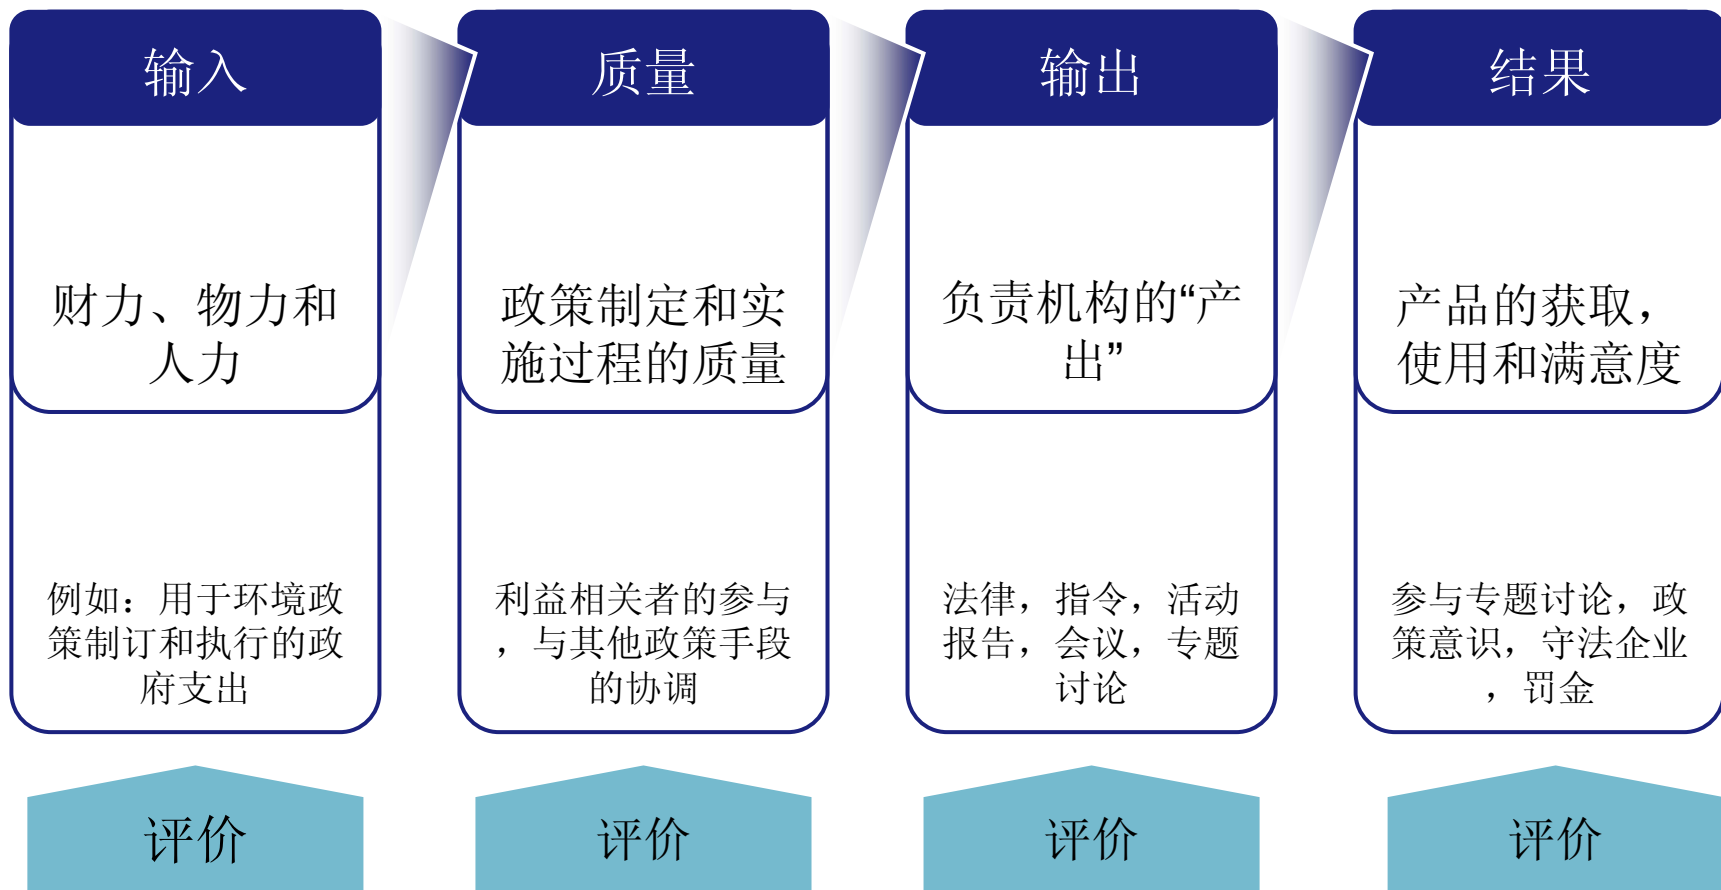 输入
财力、物力和
人力
例如：用于环境政
策制订和执行的政
府支出
评价
质量
政策制定和实
施过程的质量
利益相关者的参与
，与其他政策手段
的协调
评价
输出
负责机构的“产
出”
法律，指令，活动
报告，会议，专题
讨论
评价
结果
产品的获取，
使用和满意度
参与专题讨论，政
策意识，守法企业
，罚金
评价